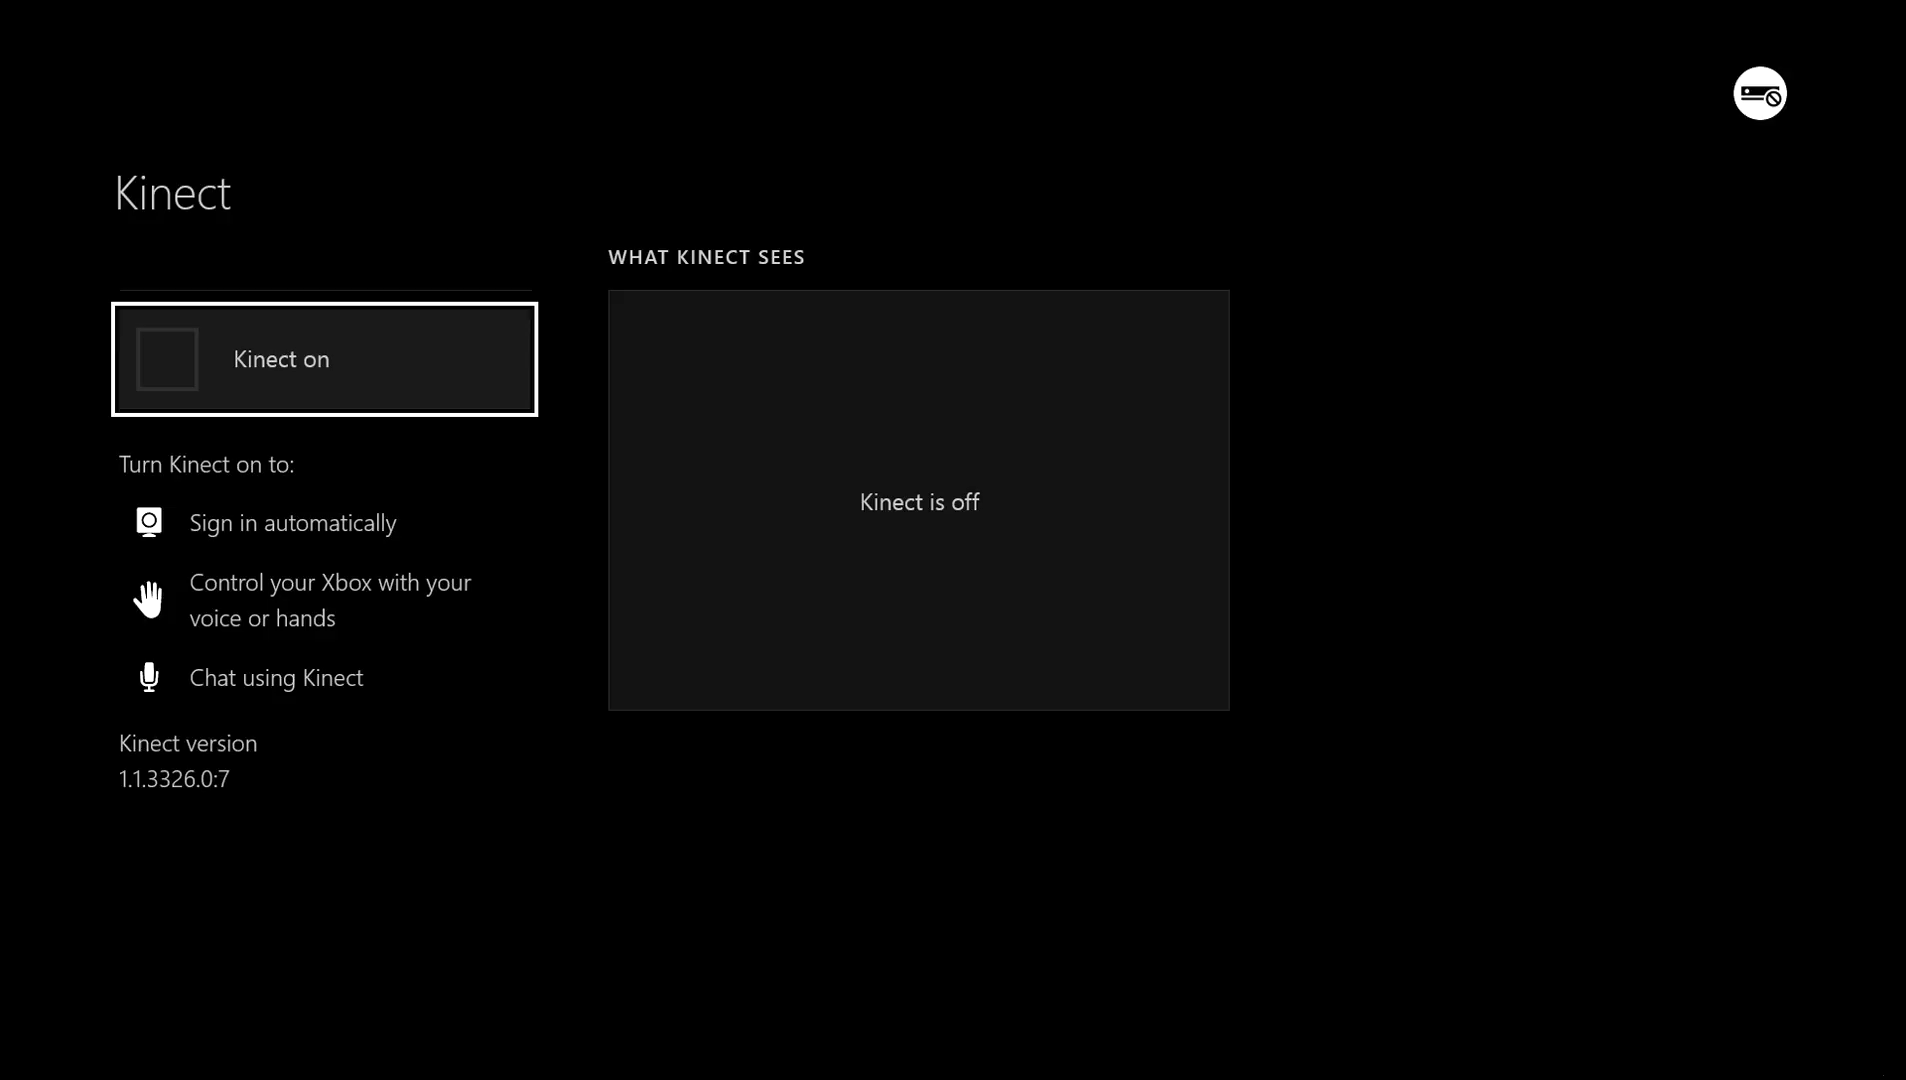 Kinect
WHAT KINECT SEES
Kinect on
Kinect is off
Turn Kinect on to:
Sign in automatically
Control your Xbox with your
voice or hands
Chat using Kinect
Kinect version
1.1.3326.0:7